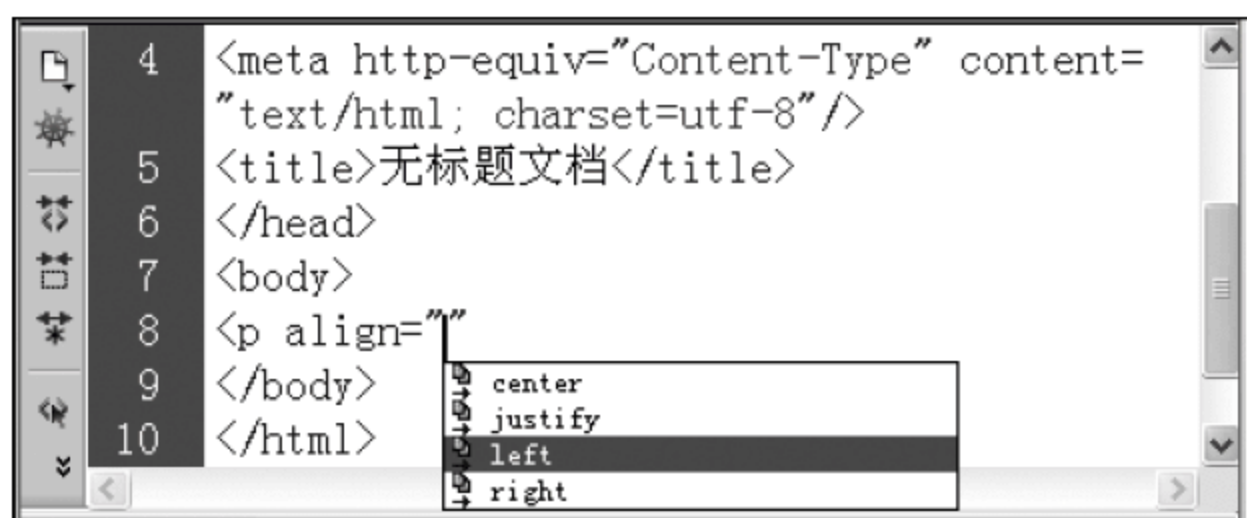 4 <meta http-equiv="Content-Type" content=
"text/html; charset=utf-8"/>
5 <title>无标题文档</title>
6 </head>
7 <body>
8 <p align=""
9 </body>
10 </html>
center
justify
left
right